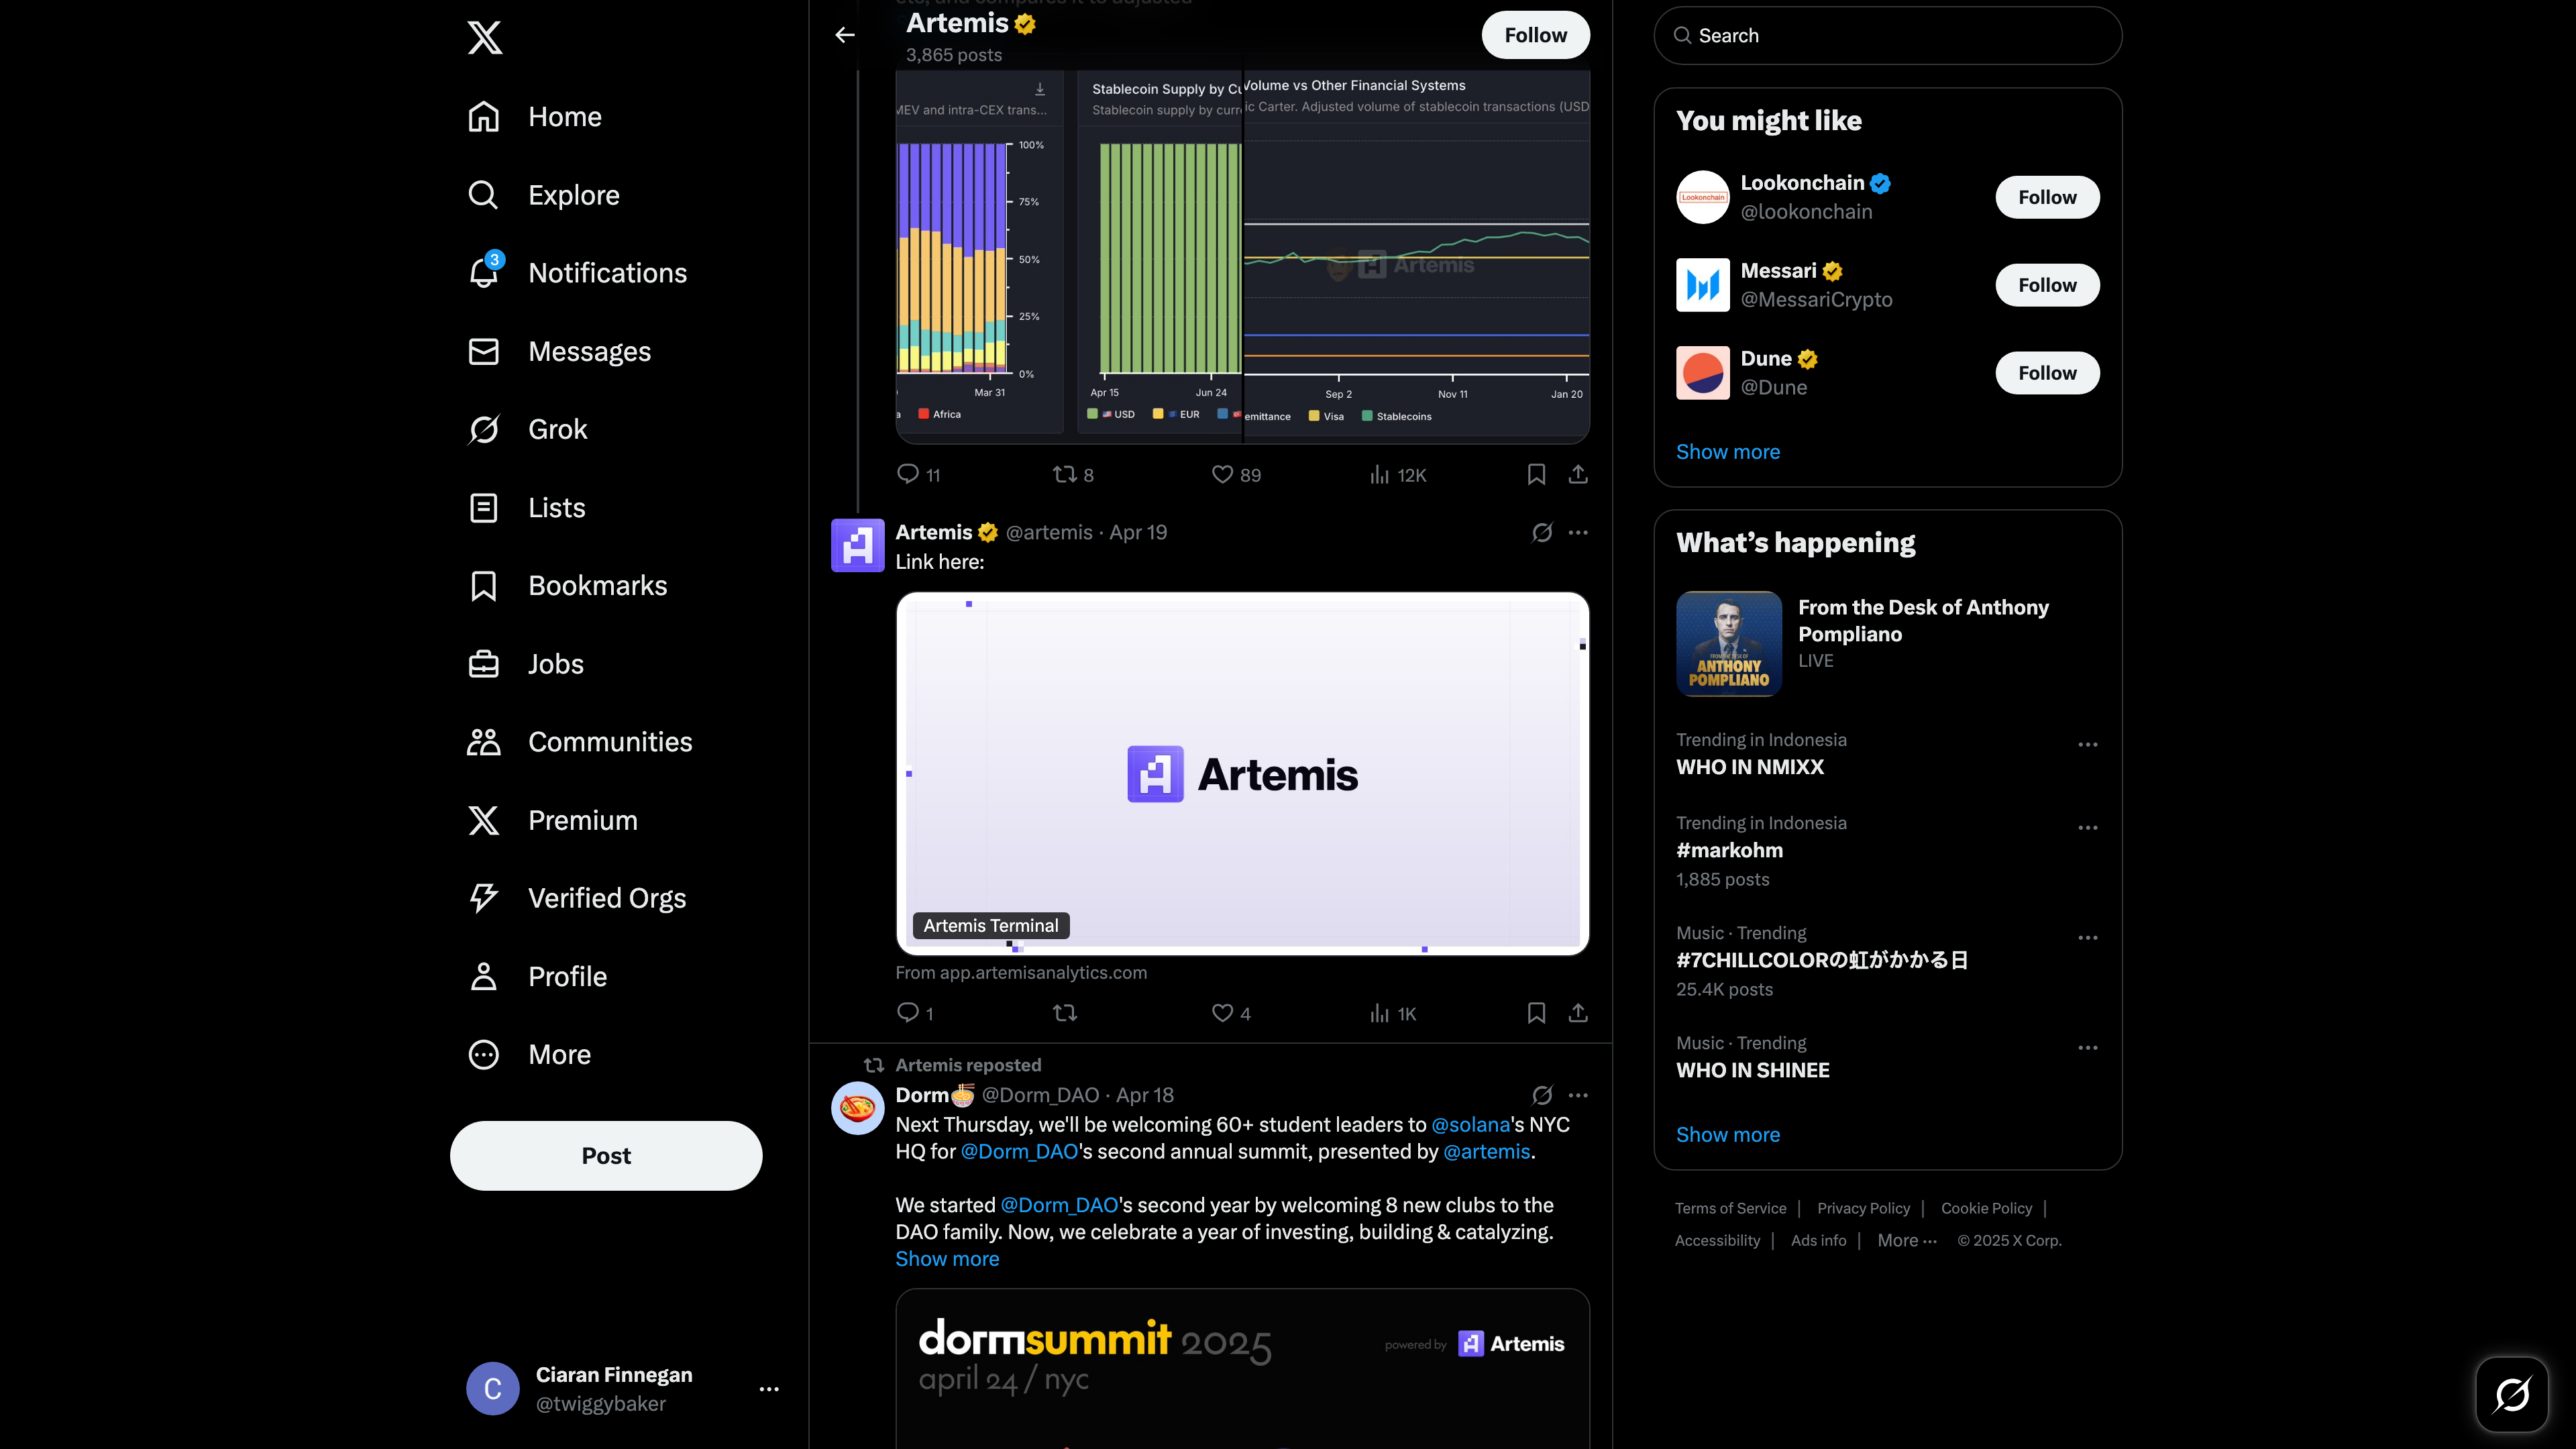 Home
Explore
3
Notifications
Messages
Grok
Lists
Bookmarks
Jobs
Communities
Premium
Verified Orgs
Profile
More
Post
C
Ciaran Finnegan
@twiggybaker
Artemis
3,865 posts
Follow
MEV and intra-CEX trans...
100%
75%
50%
25%
0%
Mar 31
Africa
Stablecoin Supply by Cu
Stablecoin supply by curre
Apr 15
Jun 24
USD
EUR
Volume vs Other Financial Systems
ic Carter. Adjusted volume of stablecoin transactions (USD
Artemis
Sep 2
Nov 11
Jan 20
emittance
Visa
Stablecoins
11
8
89
12K
Artemis @artemis · Apr 19
Link here:
Artemis
Artemis Terminal
From app.artemisanalytics.com
1
4
1K
Artemis reposted
Dorm @Dorm_DAO · Apr 18
Next Thursday, we'll be welcoming 60+ student leaders to @solana's NYC
HQ for @Dorm_DAO's second annual summit, presented by @artemis.
We started @Dorm_DAO's second year by welcoming 8 new clubs to the
DAO family. Now, we celebrate a year of investing, building & catalyzing.
Show more
dormsummit 2025
april 24 / nyc
powered by
Artemis
Search
You might like
Lookonchain
Lookonchain
@lookonchain
Follow
Messari
@MessariCrypto
Follow
Dune
@Dune
Follow
Show more
What's happening
FROM THE DESK OF
ANTHONY
POMPLIANO
From the Desk of Anthony
Pompliano
LIVE
Trending in Indonesia
WHO IN NMIXX
Trending in Indonesia
#markohm
1,885 posts
Music · Trending
#7CHILLCOLORの虹がかかる日
25.4K posts
Music · Trending
WHO IN SHINEE
Show more
Terms of Service | Privacy Policy | Cookie Policy |
Accessibility | Ads info | More ··· © 2025 X Corp.